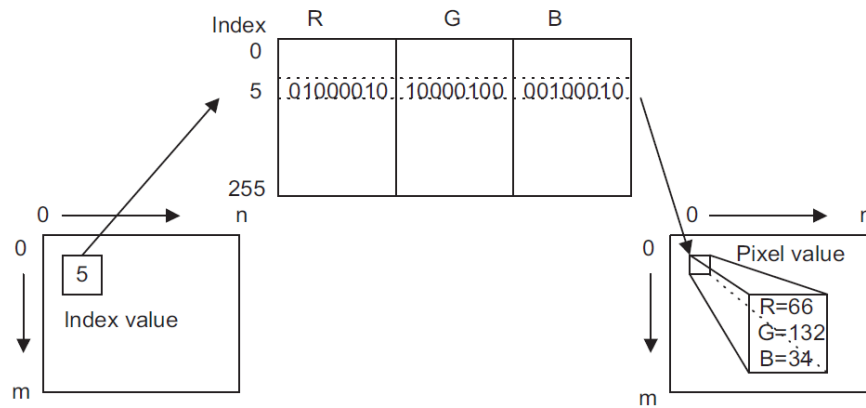 Index R G B
0
5 01000010 10000100 00100010
255
0 n
0
5
Index value
m
0 n
0
Pixel value
R=66
G=132
B=34
m